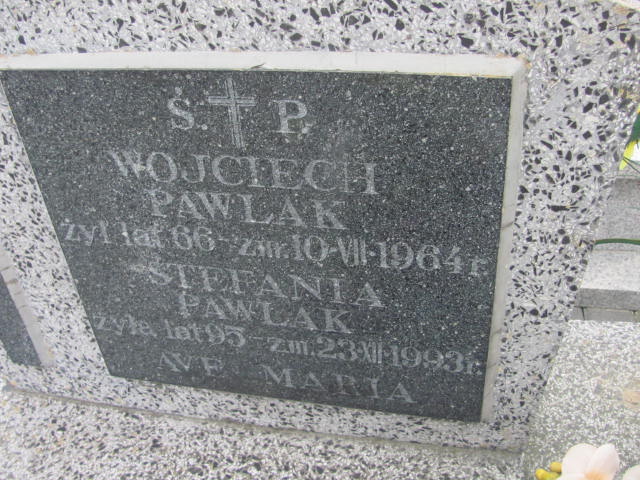 Ś. P.
WOJCIECH
PAWLAK
żył lat 66 - zm. 10-VII-1964 r.
STEFANIA
PAWLAK
żyła lat 95 - zm. 23-XII-1993 r.
AVE MARIA